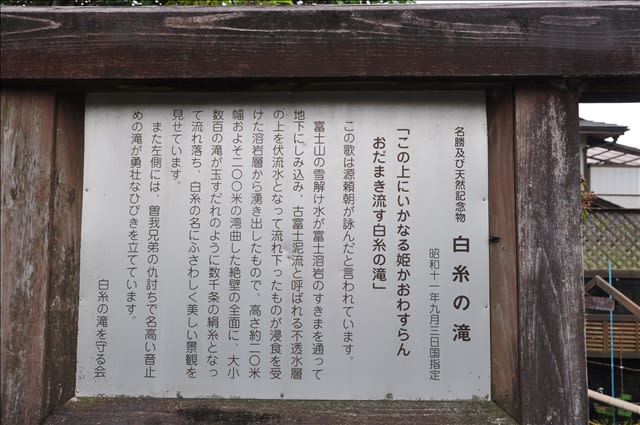 名勝及び天然記念物 白糸の滝
昭和十一年九月三日国指定
「この上にいかなる姫かおわすらん
おだまき流す白糸の滝」
この歌は源頼朝が詠んだと言われています。
富士山の雪解け水が富士溶岩のすきまを通って
地下にしみ込み、古富士泥流と呼ばれる不透水層
の上を伏流水となって流れ下ったものが浸食を受
けた溶岩層から湧き出したもので、高さ約二〇米
幅およそ二〇〇米の湾曲した絶壁の全面に、大小
数百の滝が玉すだれのように数千条の絹糸となっ
て流れ落ち、白糸の名にふさわしく美しい景観を
見せています。
また左側には、曽我兄弟の仇討ちで名高い音止
めの滝が勇壮なひびきを立てています。
白糸の滝を守る会